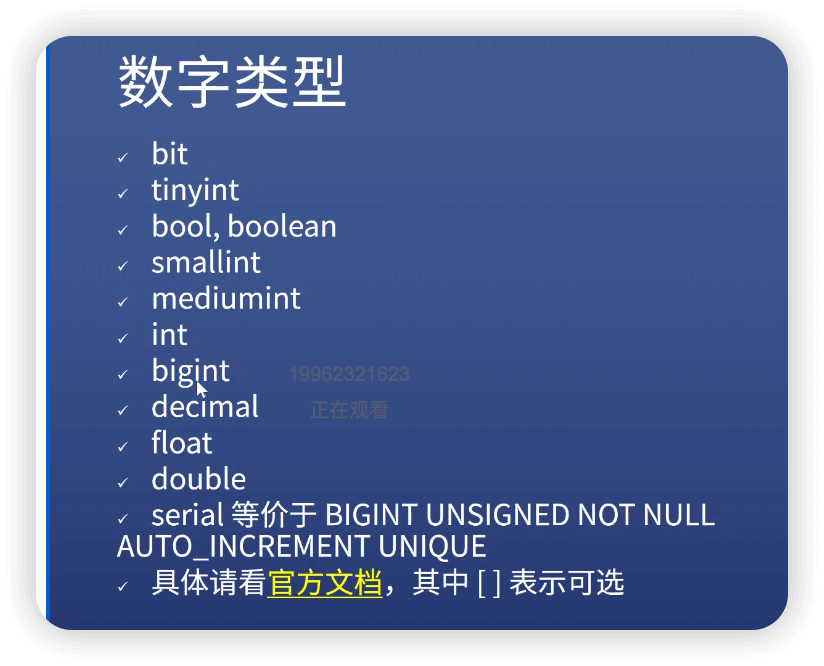 数字类型
✓ bit
✓ tinyint
✓ bool, boolean
✓ smallint
✓ mediumint
✓ int
✓ bigint
19962321623
✓ decimal
正在观看
✓ float
✓ double
✓ serial 等价于 BIGINT UNSIGNED NOT NULL
AUTO_INCREMENT UNIQUE
✓ 具体请看官方文档，其中 [ ] 表示可选